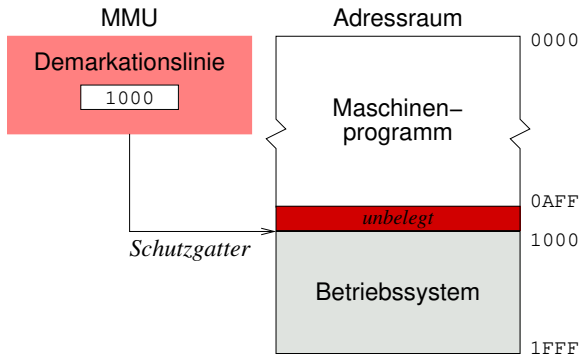 MMU
Demarkationslinie
1000
Schutzgatter
Adressraum
0000
Maschinen−
programm
0AFF
unbelegt
1000
Betriebssystem
1FFF